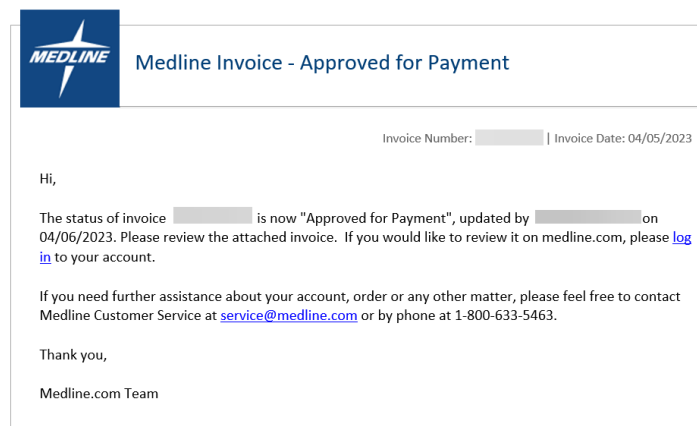 MEDLINE
Medline Invoice - Approved for Payment
Invoice Number: | Invoice Date: 04/05/2023
Hi,
The status of invoice is now "Approved for Payment", updated by on
04/06/2023. Please review the attached invoice. If you would like to review it on medline.com, please log
in to your account.
If you need further assistance about your account, order or any other matter, please feel free to contact
Medline Customer Service at service@medline.com or by phone at 1-800-633-5463.
Thank you,
Medline.com Team